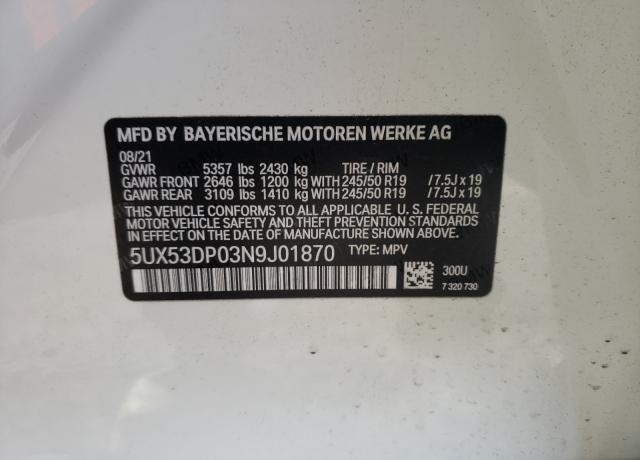 MFD BY BAYERISCHE MOTOREN WERKE AG
08/21
GVWR 5357 lbs 2430 kg TIRE / RIM
GAWR FRONT 2646 lbs 1200 kg WITH 245/50 R19 /7.5J x 19
GAWR REAR 3109 lbs 1410 kg WITH 245/50 R19 /7.5J x 19
THIS VEHICLE CONFORMS TO ALL APPLICABLE U. S. FEDERAL
MOTOR VEHICLE SAFETY AND THEFT PREVENTION STANDARDS
IN EFFECT ON THE DATE OF MANUFACTURE SHOWN ABOVE.
5UX53DP03N9J01870 TYPE: MPV
300U
7 320 730